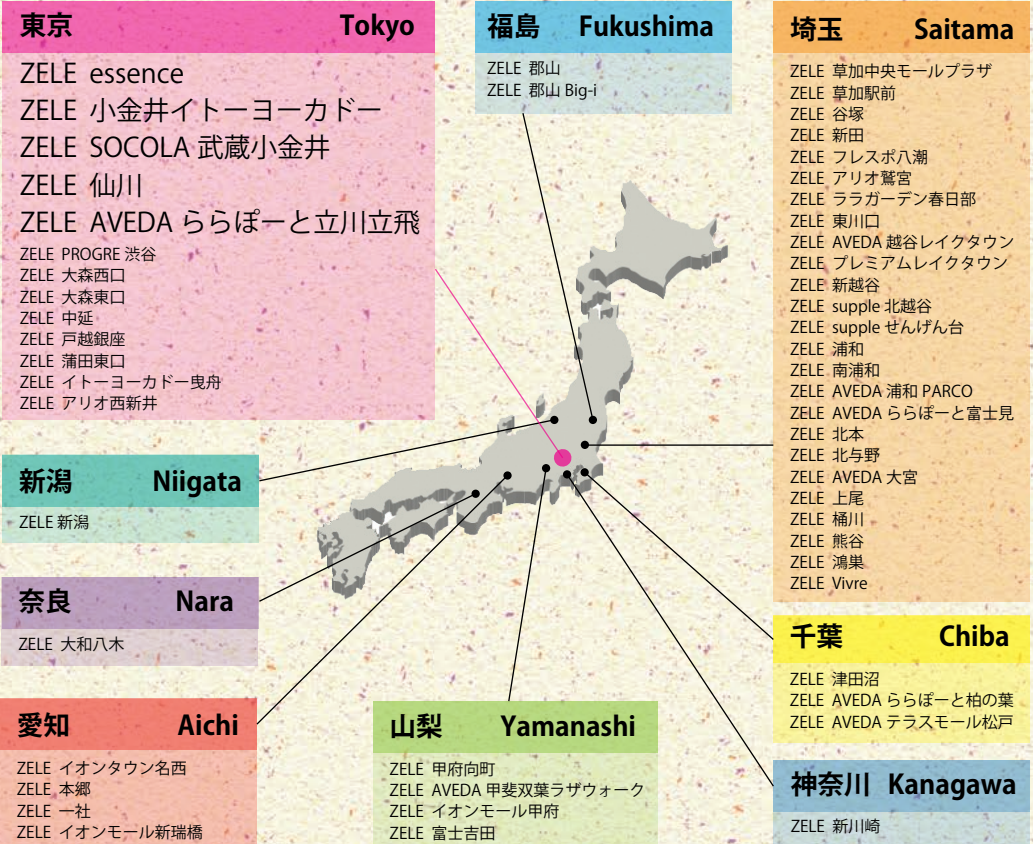 東京 Tokyo
ZELE essence
ZELE 小金井イトーヨーカドー
ZELE SOCOLA 武蔵小金井
ZELE 仙川
ZELE AVEDA ららぽーと立川立飛
ZELE PROGRE 渋谷
ZELE 大森西口
ZELE 大森東口
ZELE 中延
ZELE 戸越銀座
ZELE 蒲田東口
ZELE イトーヨーカドー曳舟
ZELE アリオ西新井
福島 Fukushima
ZELE 郡山
ZELE 郡山 Big-i
埼玉 Saitama
ZELE 草加中央モールプラザ
ZELE 草加駅前
ZELE 谷塚
ZELE 新田
ZELE フレスポ八潮
ZELE アリオ鷲宮
ZELE ララガーデン春日部
ZELE 東川口
ZELE AVEDA 越谷レイクタウン
ZELE プレミアムレイクタウン
ZELE 新越谷
ZELE supple 北越谷
ZELE supple せんげん台
ZELE 浦和
ZELE 南浦和
ZELE AVEDA 浦和 PARCO
ZELE AVEDA ららぽーと富士見
ZELE 北本
ZELE 北与野
ZELE AVEDA 大宮
ZELE 上尾
ZELE 桶川
ZELE 熊谷
ZELE 鴻巣
ZELE Vivre
新潟 Niigata
ZELE 新潟
奈良 Nara
ZELE 大和八木
愛知 Aichi
ZELE イオンタウン名西
ZELE 本郷
ZELE 一社
ZELE イオンモール新瑞橋
山梨 Yamanashi
ZELE 甲府向町
ZELE AVEDA 甲斐双葉ラザウォーク
ZELE イオンモール甲府
ZELE 富士吉田
千葉 Chiba
ZELE 津田沼
ZELE AVEDA ららぽーと柏の葉
ZELE AVEDA テラスモール松戸
神奈川 Kanagawa
ZELE 新川崎